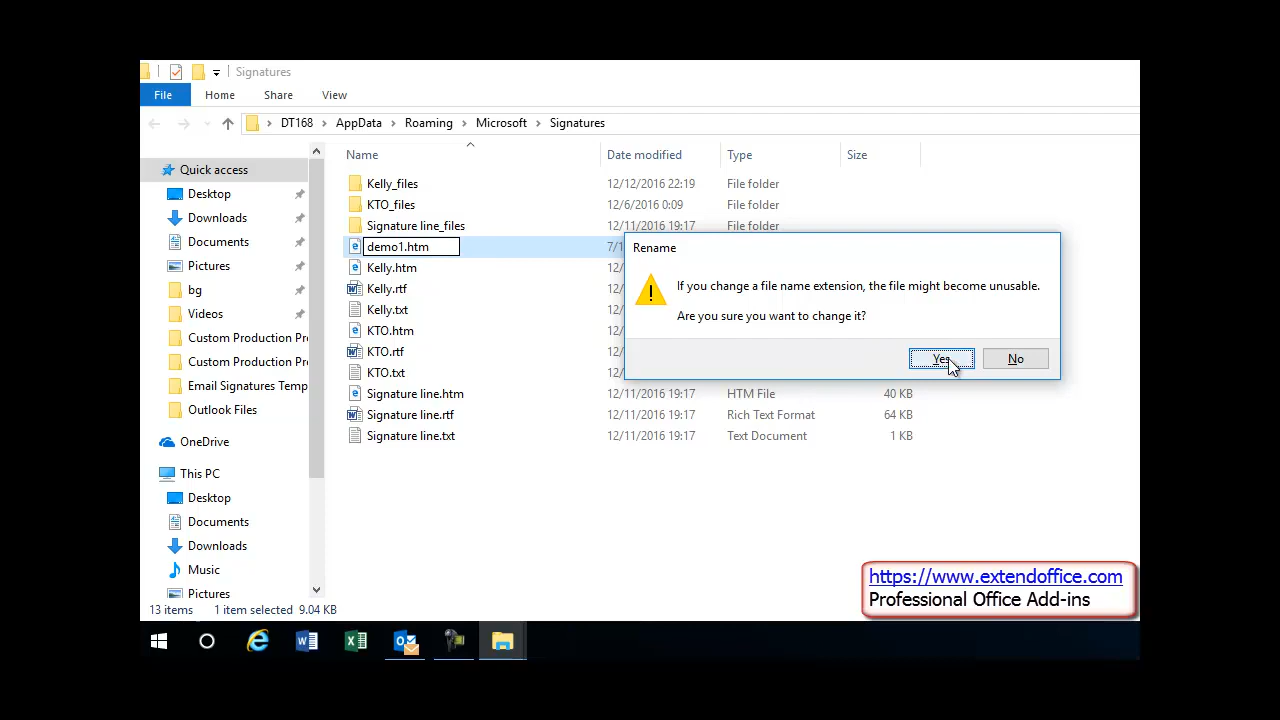 Signatures
File Home Share View
DT168 AppData Roaming Microsoft Signatures
Name Date modified Type Size
Quick access
Desktop
Downloads
Documents
Pictures
bg
Videos
Custom Production Pr
Custom Production Pr
Email Signatures Temp
Outlook Files
OneDrive
This PC
Desktop
Documents
Downloads
Music
Pictures
Kelly_files 12/12/2016 22:19 File folder
KTO_files 12/6/2016 0:09 File folder
Signature line_files 12/11/2016 19:17 File folder
demo1.htm 7/1
Kelly.htm 12/
Kelly.rtf 12/
Kelly.txt 12/
KTO.htm 12/
KTO.rtf 12/
KTO.txt 12/
Signature line.htm 12/11/2016 19:17 HTM File 40 KB
Signature line.rtf 12/11/2016 19:17 Rich Text Format 64 KB
Signature line.txt 12/11/2016 19:17 Text Document 1 KB
Rename
If you change a file name extension, the file might become unusable.
Are you sure you want to change it?
Yes No
https://www.extendoffice.com
Professional Office Add-ins
13 items 1 item selected 9.04 KB